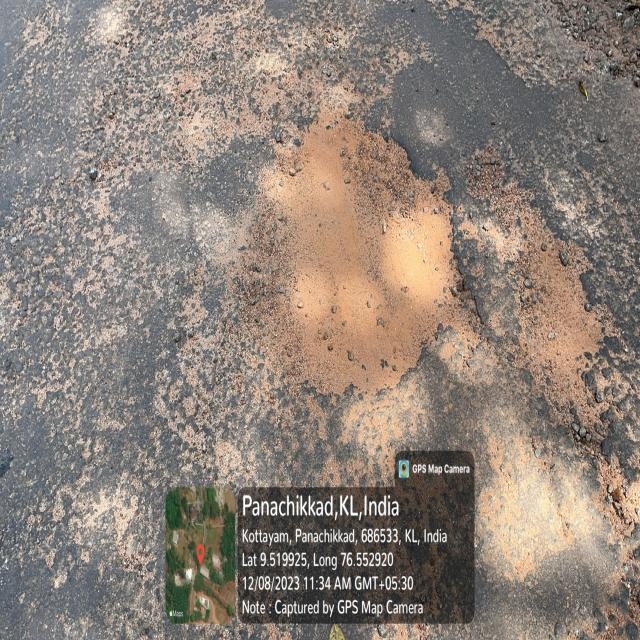 GPS Map Camera
Panachikkad,KL,India
Kottayam, Panachikkad, 686533, KL, India
Lat 9.519925, Long 76.552920
12/08/2023 11:34 AM GMT+05:30
Note : Captured by GPS Map Camera
Maps